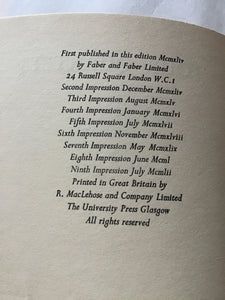 First published in this edition Mcmxliv
by Faber and Faber Limited
24 Russell Square London W.C.1
Second Impression December Mcmxliv
Third Impression August Mcmxlv
Fourth Impression January Mcmxlvi
Fifth Impression July Mcmxlvi
Sixth Impression November Mcmxlviii
Seventh Impression May Mcmxlix
Eighth Impression June Mcml
Ninth Impression July Mcmlii
Printed in Great Britain by
R. MacLehose and Company Limited
The University Press Glasgow
All rights reserved